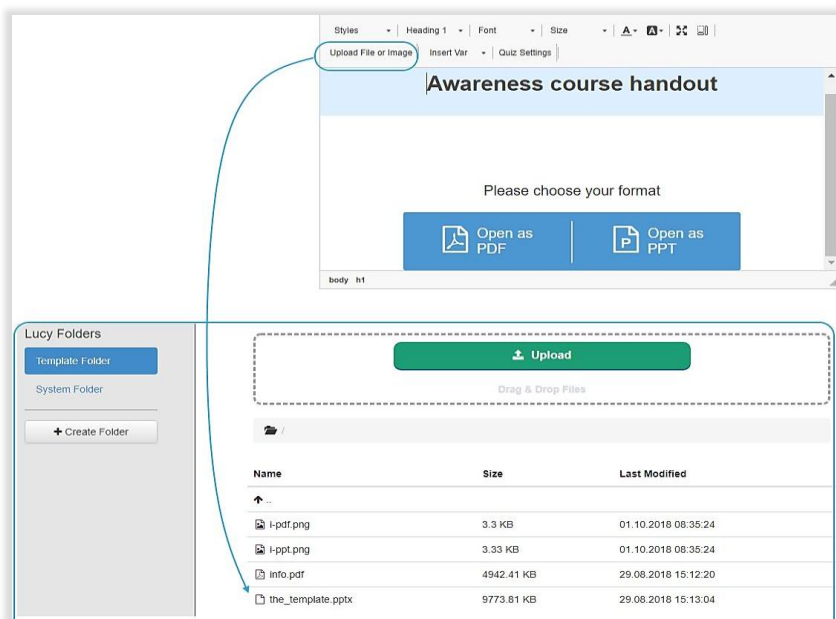 Styles Heading 1 Font Size A A
Upload File or Image Insert Var Quiz Settings
Awareness course handout
Please choose your format
Open as PDF
Open as PPT
body h1
Lucy Folders
Template Folder
System Folder
+ Create Folder
Upload
Drag & Drop Files
/
Name Size Last Modified
..
i-pdf.png 3.3 KB 01.10.2018 08:35:24
i-ppt.png 3.33 KB 01.10.2018 08:35:24
info.pdf 4942.41 KB 29.08.2018 15:12:20
the_template.pptx 9773.81 KB 29.08.2018 15:13:04